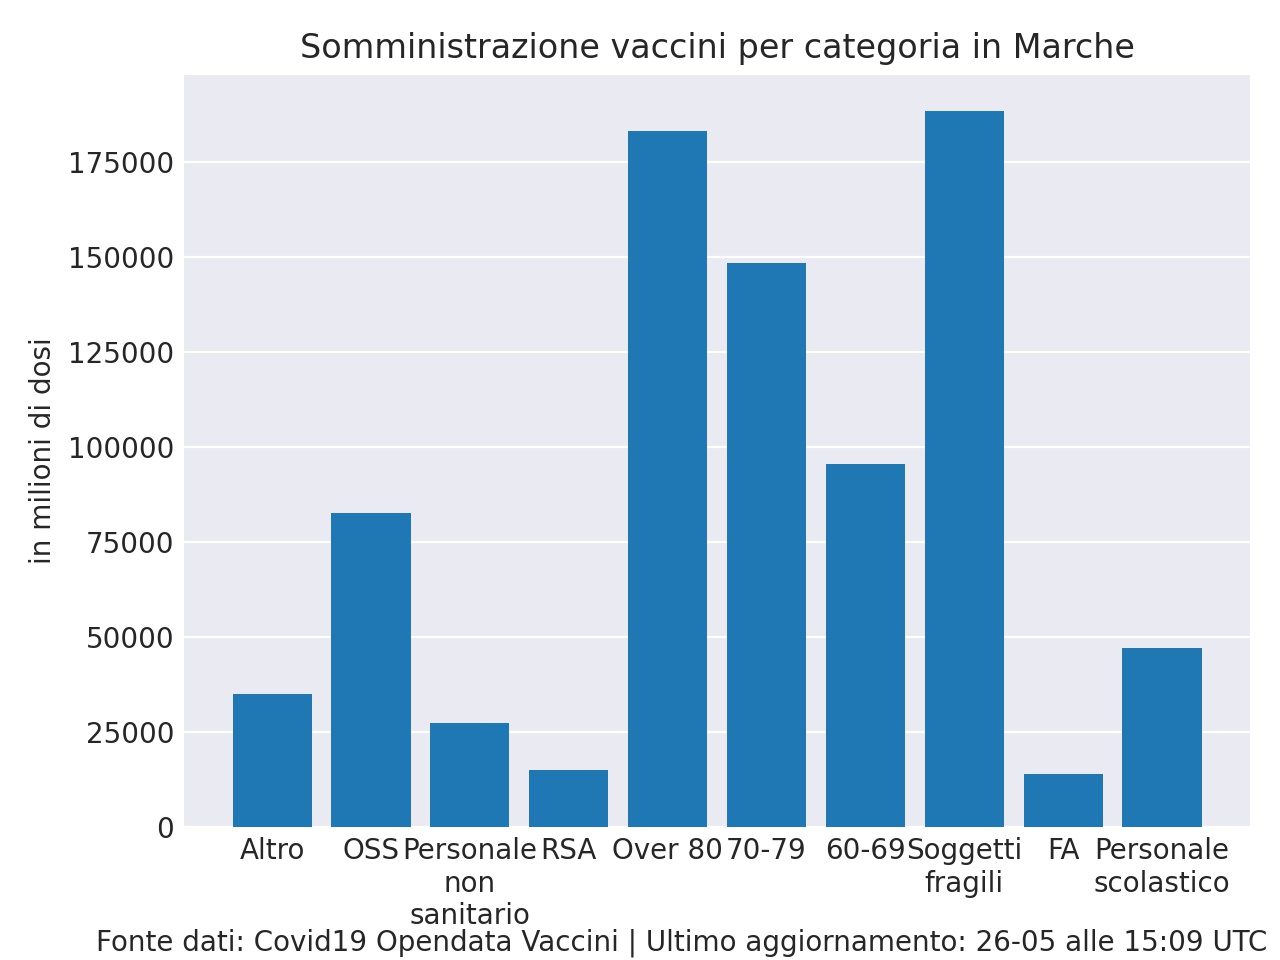 Somministrazione vaccini per categoria in Marche
in milioni di dosi
175000
150000
125000
100000
75000
50000
25000
0
Altro
OSS
Personale
non
sanitario
RSA
Over 80
70-79
60-69
Soggetti
fragili
FA
Personale
scolastico
Fonte dati: Covid19 Opendata Vaccini | Ultimo aggiornamento: 26-05 alle 15:09 UTC